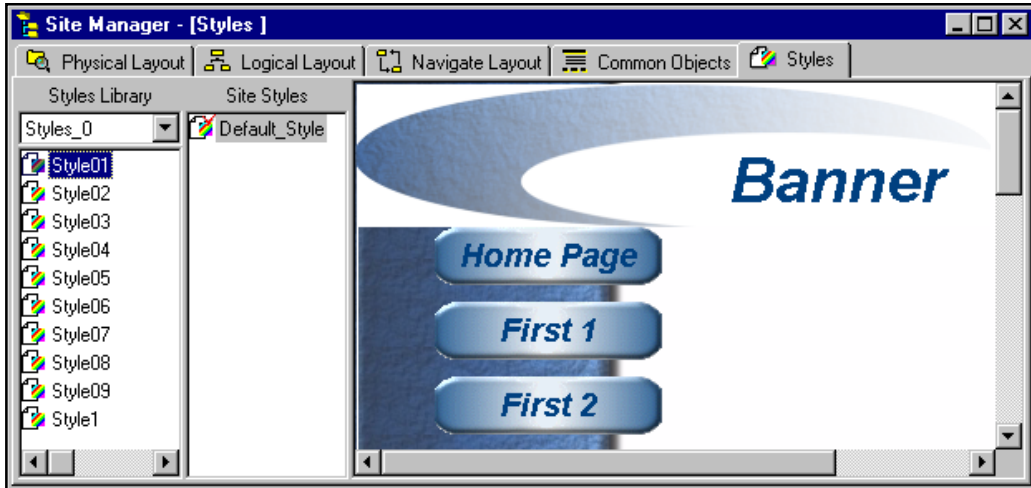 Site Manager - [Styles ]
Physical Layout Logical Layout Navigate Layout Common Objects Styles
Styles Library Site Styles
Styles_0 Default_Style
Style01
Style02
Style03
Style04
Style05
Style06
Style07
Style08
Style09
Style1
Banner
Home Page
First 1
First 2